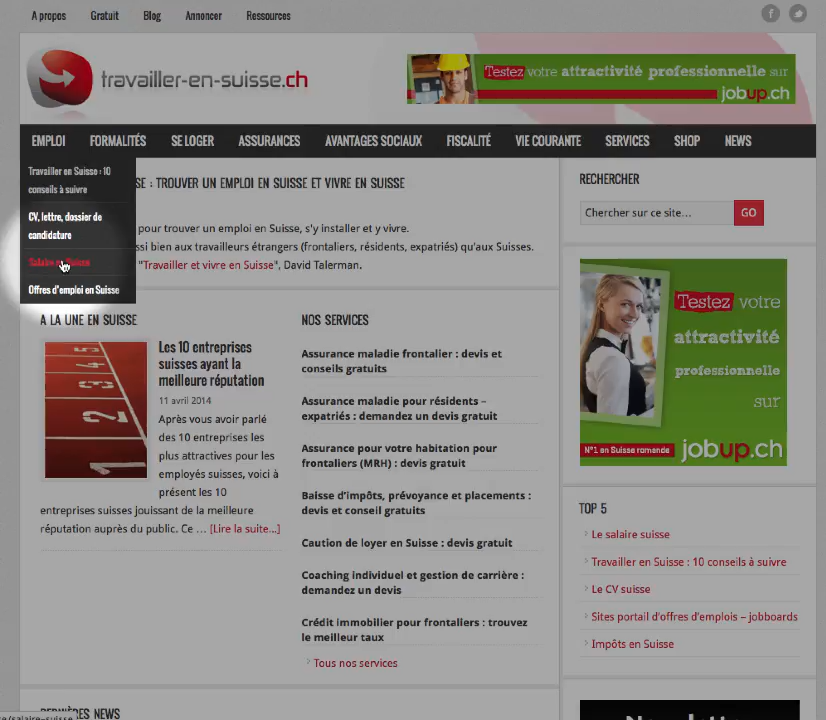 A propos
Gratuit
Blog
Annoncer
Ressources
travailler-en-suisse.ch
Testez votre attractivité professionnelle sur
jobup.ch
EMPLOI
FORMALITÉS
SE LOGER
ASSURANCES
AVANTAGES SOCIAUX
FISCALITÉ
VIE COURANTE
SERVICES
SHOP
NEWS
Travailler en Suisse : 10
conseils à suivre
CV, lettre, dossier de
candidature
Salaire en Suisse
Offres d'emploi en Suisse
SE : TROUVER UN EMPLOI EN SUISSE ET VIVRE EN SUISSE
pour trouver un emploi en Suisse, s'y installer et y vivre.
ssi bien aux travailleurs étrangers (frontaliers, résidents, expatriés) qu'aux Suisses.
"Travailler et vivre en Suisse", David Talerman.
A LA UNE EN SUISSE
Les 10 entreprises
suisses ayant la
meilleure réputation
11 avril 2014
Après vous avoir parlé
des 10 entreprises les
plus attractives pour les
employés suisses, voici à
présent les 10
entreprises suisses jouissant de la meilleure
réputation auprès du public. Ce … [Lire la suite...]
NOS SERVICES
Assurance maladie frontalier : devis et
conseils gratuits
Assurance maladie pour résidents –
expatriés : demandez un devis gratuit
Assurance pour votre habitation pour
frontaliers (MRH) : devis gratuit
Baisse d'impôts, prévoyance et placements :
devis et conseil gratuits
Caution de loyer en Suisse : devis gratuit
Coaching individuel et gestion de carrière :
demandez un devis
Crédit immobilier pour frontaliers : trouvez
le meilleur taux
Tous nos services
RECHERCHER
Chercher sur ce site…
GO
Testez votre
attractivité
professionnelle
sur
N°1 en Suisse romande
jobup.ch
TOP 5
Le salaire suisse
Travailler en Suisse : 10 conseils à suivre
Le CV suisse
Sites portail d'offres d'emplois – jobboards
Impôts en Suisse
DERNIÈRES NEWS
Newsletter
se/salaire-suisse